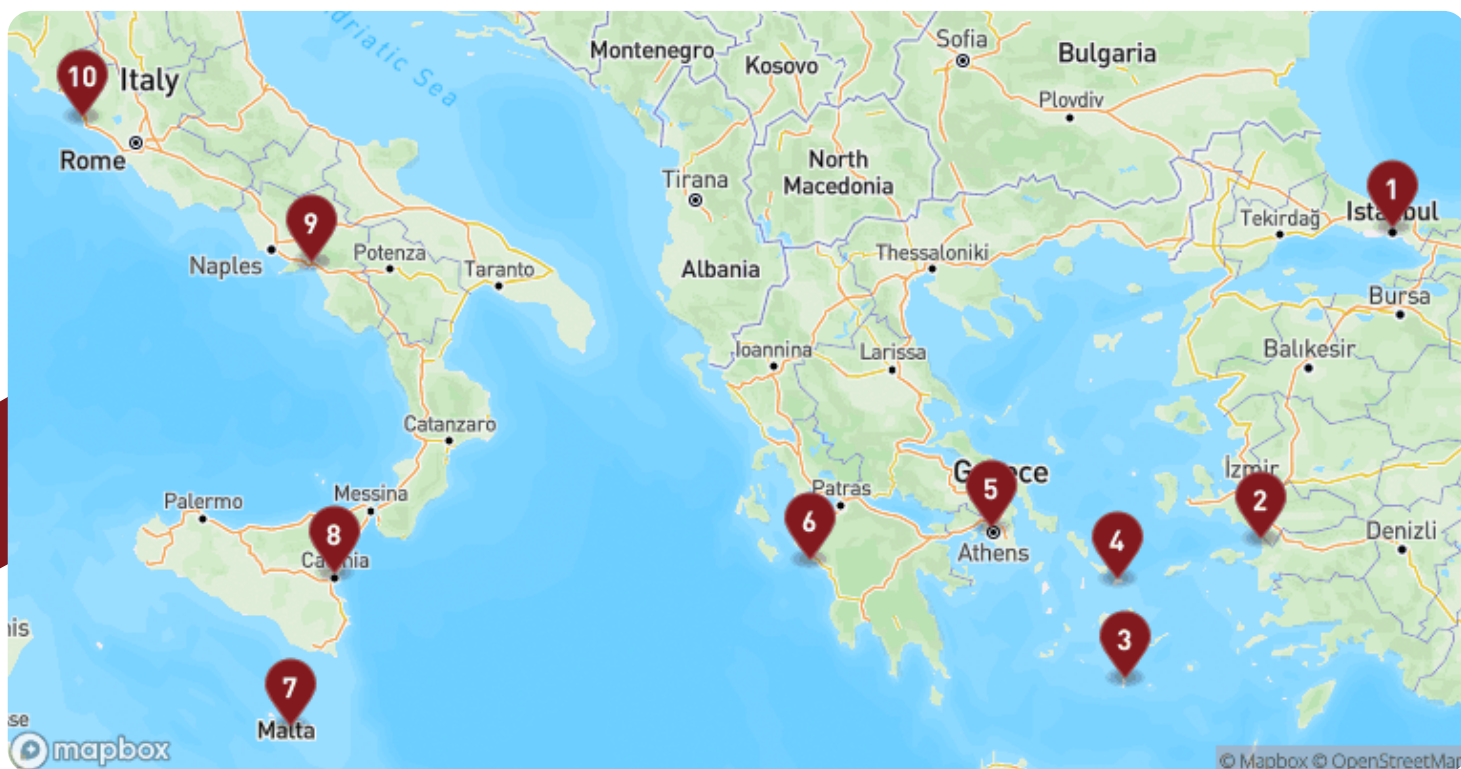 Adriatic Sea
Montenegro
Kosovo
Sofia
Bulgaria
Plovdiv
10
Italy
Rome
North
Macedonia
Tirana
1
Istanbul
Tekirdağ
9
Naples
Potenza
Taranto
Albania
Thessaloniki
Bursa
Ioannina
Larissa
Balıkesir
Catanzaro
Greece
İzmir
Palermo
Messina
Patras
5
6
2
8
Catania
Athens
4
Denizli
3
7
Malta
mapbox
© Mapbox © OpenStreetMap